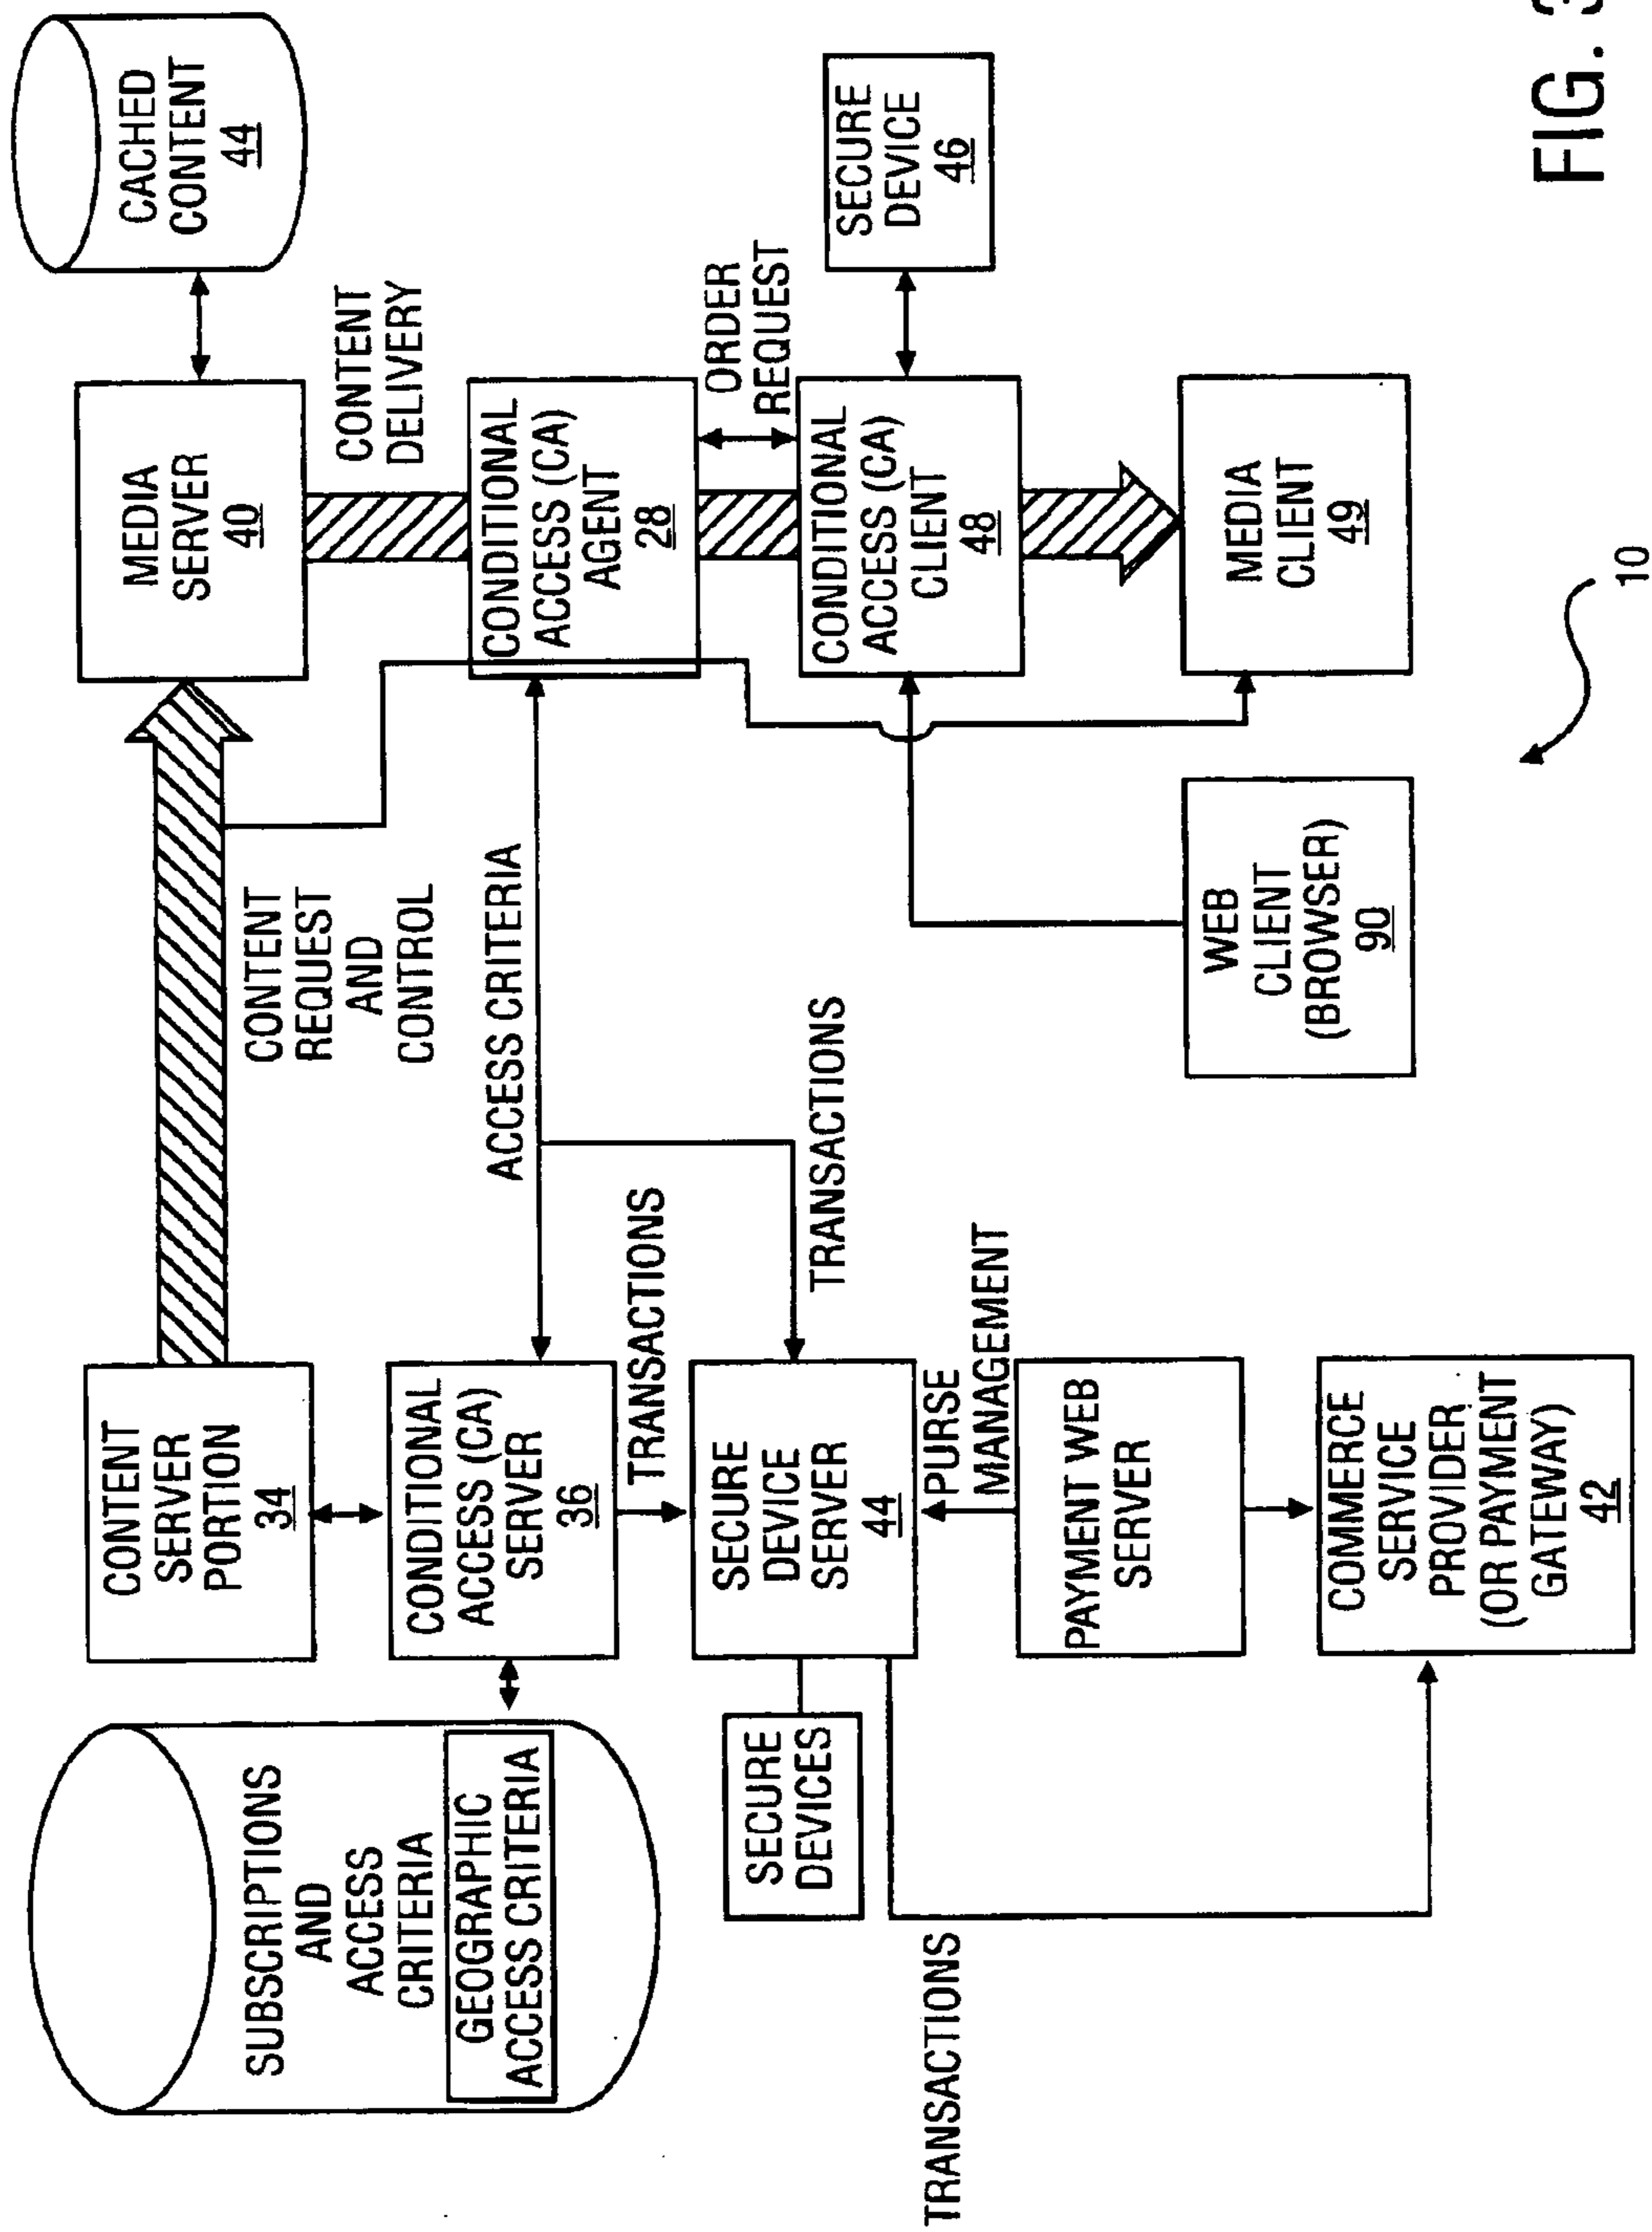 SUBSCRIPTIONS
AND
ACCESS
CRITERIA
GEOGRAPHIC
ACCESS CRITERIA
CONTENT
SERVER
PORTION
34
CONTENT
REQUEST
AND
CONTROL
MEDIA
SERVER
40
CACHED
CONTENT
44
CONTENT
DELIVERY
CONDITIONAL
ACCESS (CA)
SERVER
36
ACCESS CRITERIA
CONDITIONAL
ACCESS (CA)
AGENT
28
TRANSACTIONS
ORDER
REQUEST
SECURE
DEVICES
SECURE
DEVICE
SERVER
44
TRANSACTIONS
CONDITIONAL
ACCESS (CA)
CLIENT
48
SECURE
DEVICE
46
TRANSACTIONS
PURSE
MANAGEMENT
PAYMENT WEB
SERVER
WEB
CLIENT
(BROWSER)
90
MEDIA
CLIENT
49
COMMERCE
SERVICE
PROVIDER
(OR PAYMENT
GATEWAY)
42
10
FIG. 3